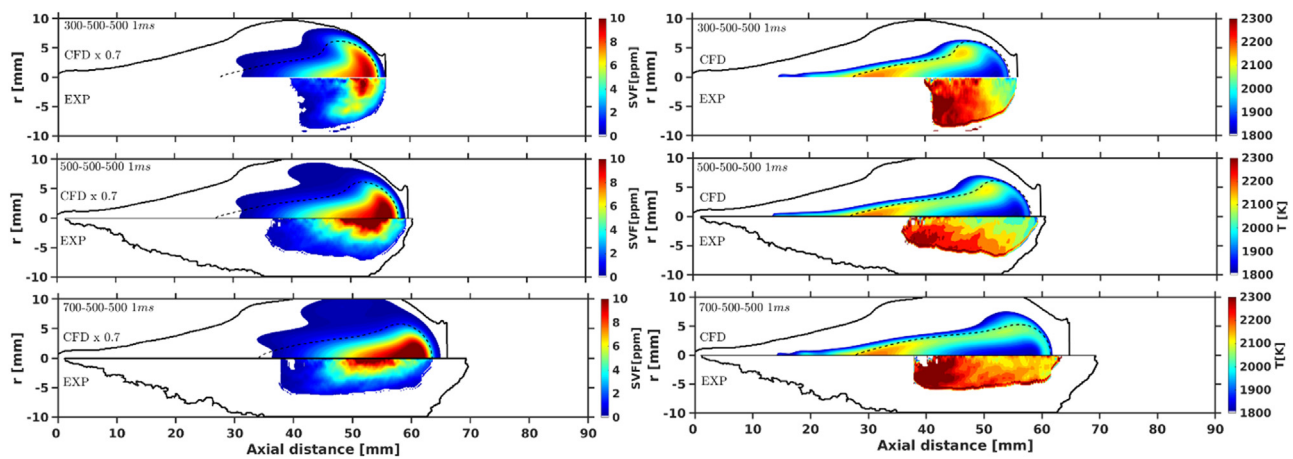 300-500-500 1ms
CFD x 0.7
EXP
r [mm]
10
5
0
-5
-10
SVF[ppm]
10
8
6
4
2
0
500-500-500 1ms
CFD x 0.7
EXP
r [mm]
10
5
0
-5
-10
SVF[ppm]
10
8
6
4
2
0
700-500-500 1ms
CFD x 0.7
EXP
r [mm]
10
5
0
-5
-10
SVF[ppm]
10
8
6
4
2
0
0 10 20 30 40 50 60 70 80 90
Axial distance [mm]
300-500-500 1ms
CFD
EXP
r [mm]
10
5
0
-5
-10
T [K]
2300
2200
2100
2000
1900
1800
500-500-500 1ms
CFD
EXP
r [mm]
10
5
0
-5
-10
T [K]
2300
2200
2100
2000
1900
1800
700-500-500 1ms
CFD
EXP
r [mm]
10
5
0
-5
-10
T[K]
2300
2200
2100
2000
1900
1800
0 10 20 30 40 50 60 70 80 90
Axial distance [mm]